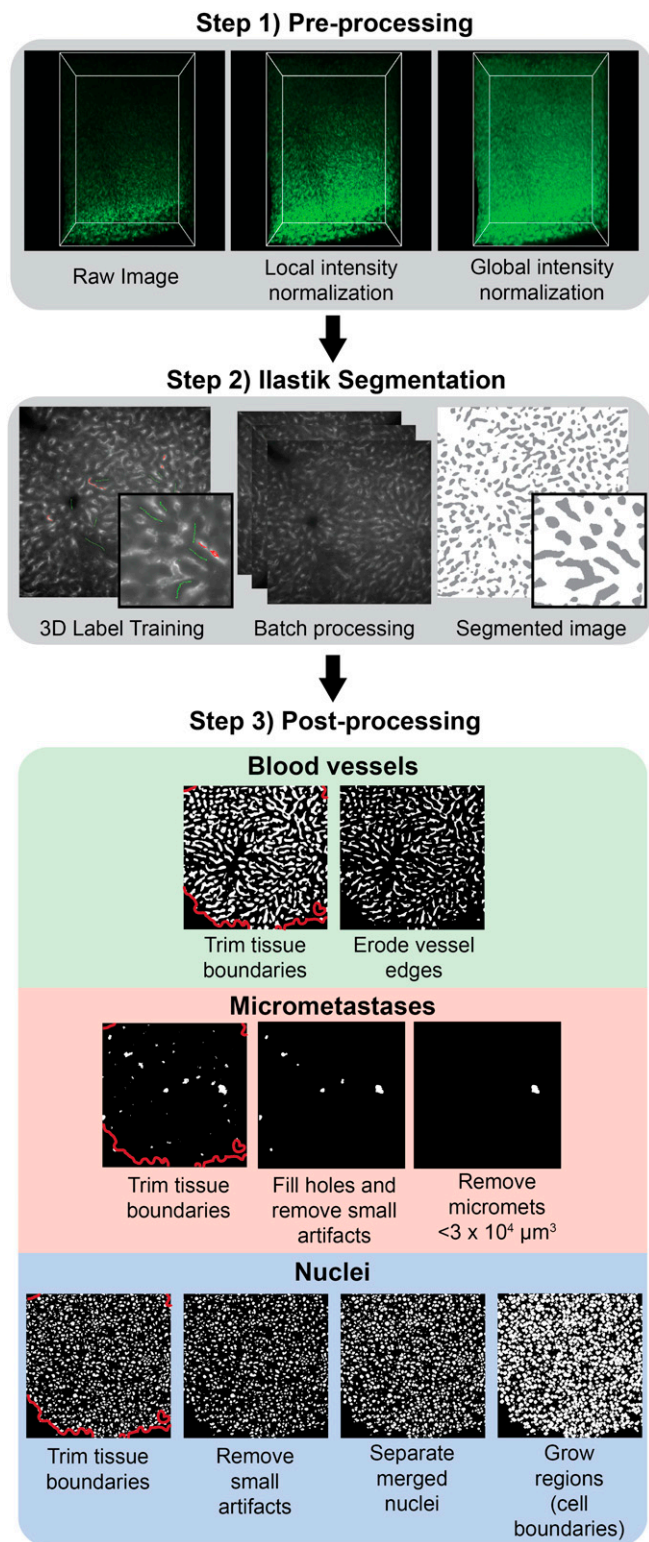 Step 1) Pre-processing
Raw Image
Local intensity
normalization
Global intensity
normalization
Step 2) Ilastik Segmentation
3D Label Training
Batch processing
Segmented image
Step 3) Post-processing
Blood vessels
Trim tissue
boundaries
Erode vessel
edges
Micrometastases
Trim tissue
boundaries
Fill holes and
remove small
artifacts
Remove
micromets
<3 x 10⁴ µm³
Nuclei
Trim tissue
boundaries
Remove
small
artifacts
Separate
merged
nuclei
Grow
regions
(cell
boundaries)